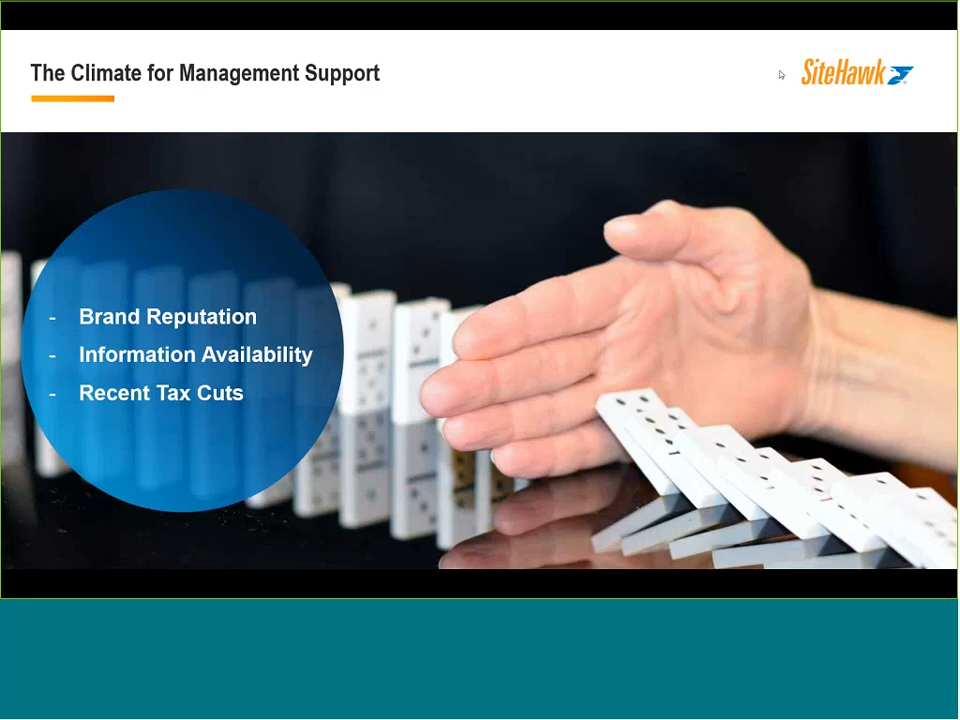 The Climate for Management Support
SiteHawk
- Brand Reputation
- Information Availability
- Recent Tax Cuts